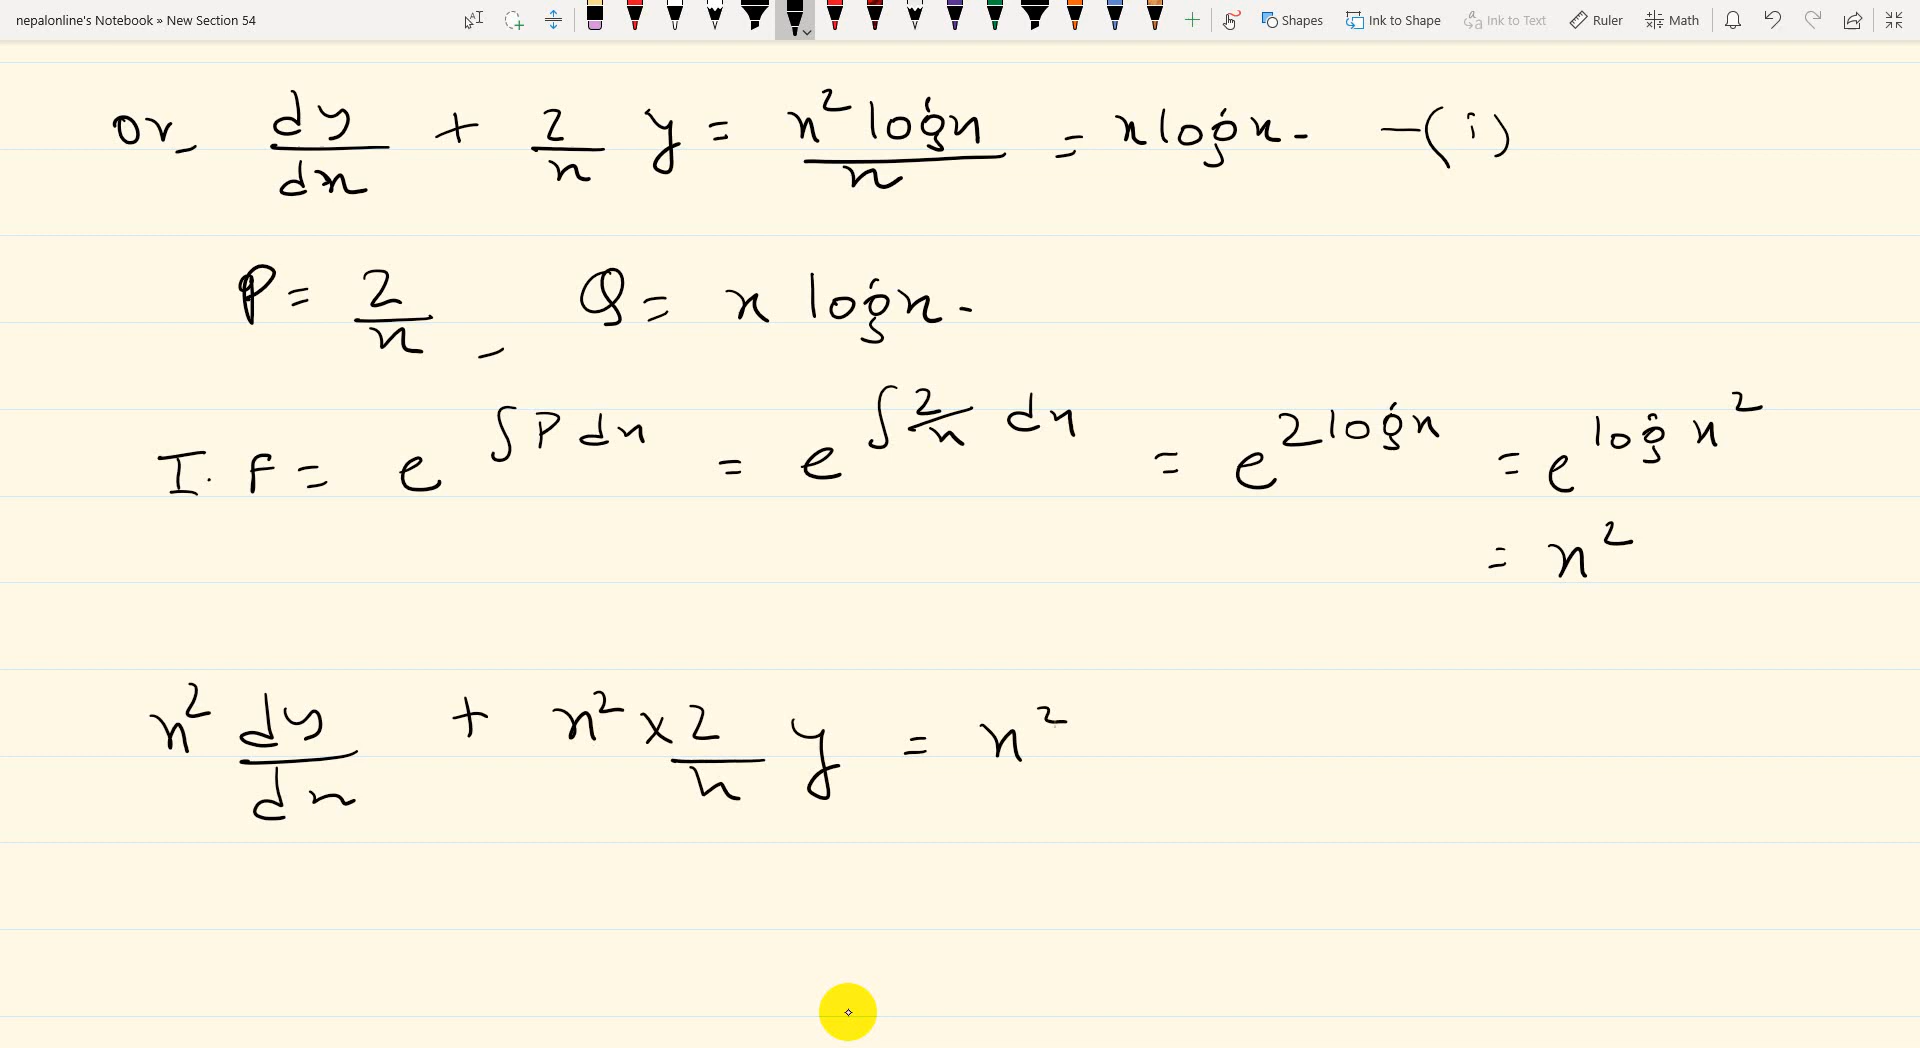 nepalonline's Notebook » New Section 54 Shapes Ink to Shape Ink to Text Ruler Math
or, dy/dx + 2/x y = x² log x / x = x log x. —(i)
P = 2/x, Q = x log x.
I.F = e^∫P dx = e^∫2/x dx = e^2 log x = e^log x²
= x²
x² dy/dx + x² × 2/x y = x²